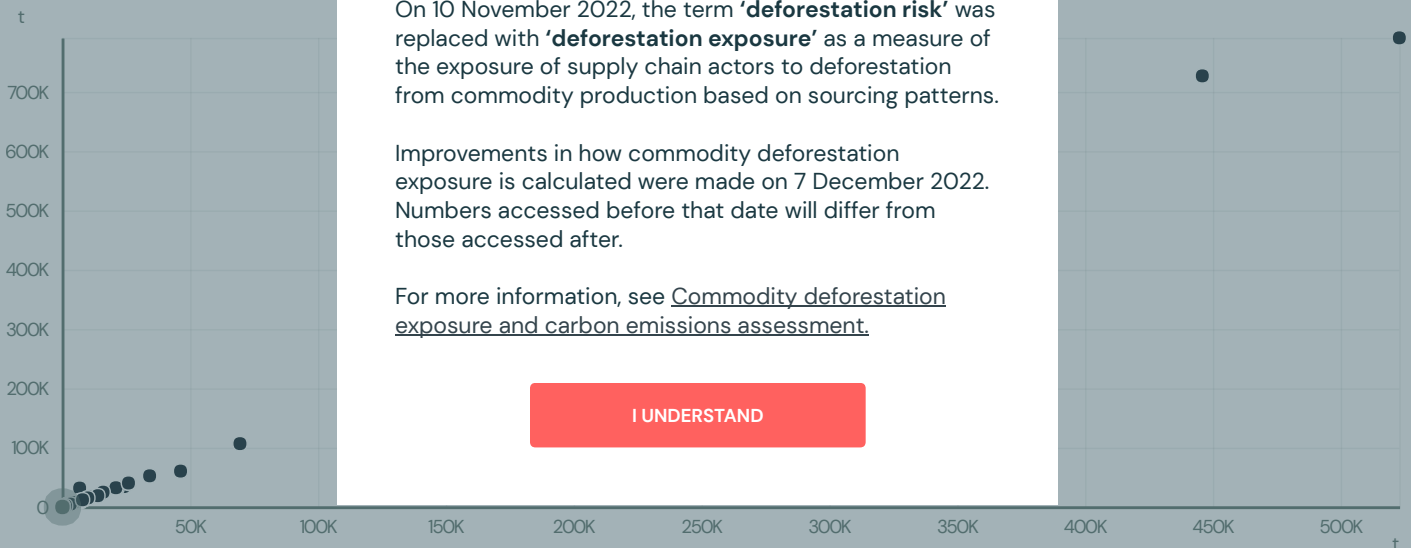 t
On 10 November 2022, the term ‘deforestation risk’ was
replaced with ‘deforestation exposure’ as a measure of
the exposure of supply chain actors to deforestation
from commodity production based on sourcing patterns.
Improvements in how commodity deforestation
exposure is calculated were made on 7 December 2022.
Numbers accessed before that date will differ from
those accessed after.
For more information, see Commodity deforestation
exposure and carbon emissions assessment.
I UNDERSTAND
700K
600K
500K
400K
300K
200K
100K
0
50K 100K 150K 200K 250K 300K 350K 400K 450K 500K
t